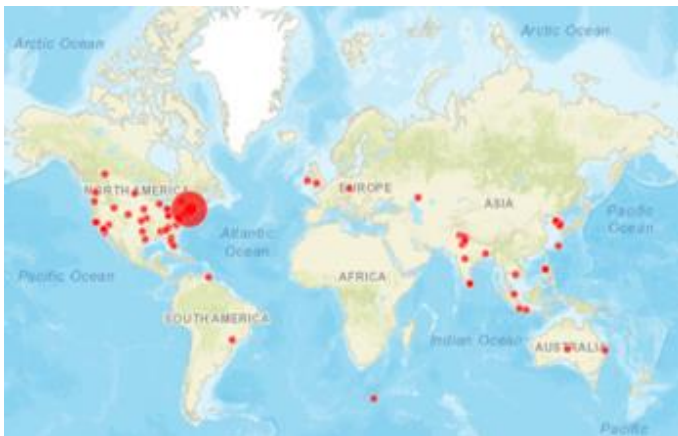 Arctic Ocean
Arctic Ocean
NORTH AMERICA
EUROPE
ASIA
Atlantic
Ocean
Pacific
Ocean
Pacific Ocean
AFRICA
SOUTH AMERICA
Indian Ocean
AUSTRALIA
Pacific